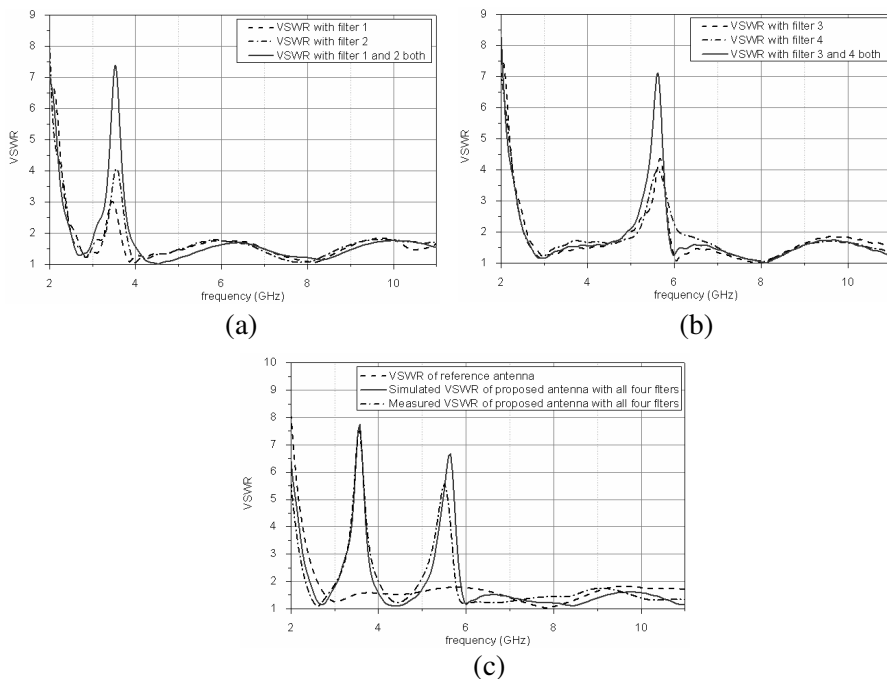 9
8
7
6
5
4
3
2
1
VSWR
VSWR with filter 1
VSWR with filter 2
VSWR with filter 1 and 2 both
2 4 6 8 10
frequency (GHz)
(a)
9
8
7
6
5
4
3
2
1
VSWR
VSWR with filter 3
VSWR with filter 4
VSWR with filter 3 and 4 both
2 4 6 8 10
frequency (GHz)
(b)
10
9
8
7
6
5
4
3
2
1
VSWR
VSWR of reference antenna
Simulated VSWR of proposed antenna with all four flters
Measured VSWR of proposed antenna with all four flters
2 4 6 8 10
frequency (GHz)
(c)